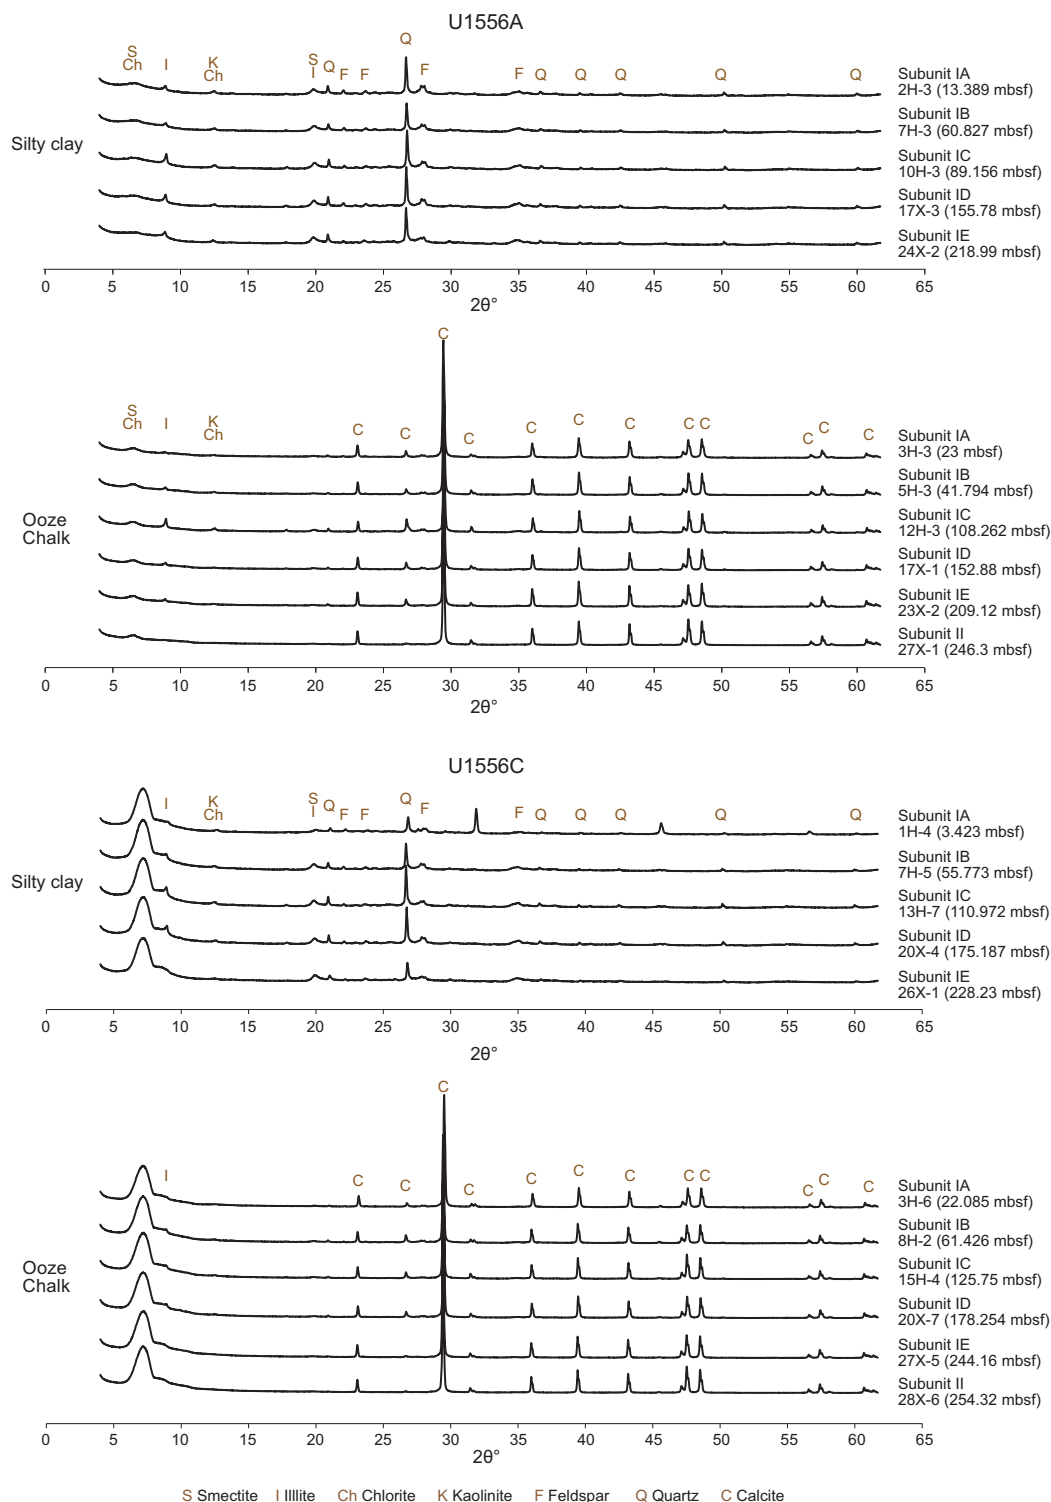 U1556A
Q
S
Ch I K
Ch S
I Q F F F F Q Q Q Q Q
Silty clay
Subunit IA
2H-3 (13.389 mbsf)
Subunit IB
7H-3 (60.827 mbsf)
Subunit IC
10H-3 (89.156 mbsf)
Subunit ID
17X-3 (155.78 mbsf)
Subunit IE
24X-2 (218.99 mbsf)
0 5 10 15 20 25 30 35 40 45 50 55 60 65
2θ°
C
S
Ch I K
Ch C C C C C C C C C C C
Ooze
Chalk
Subunit IA
3H-3 (23 mbsf)
Subunit IB
5H-3 (41.794 mbsf)
Subunit IC
12H-3 (108.262 mbsf)
Subunit ID
17X-1 (152.88 mbsf)
Subunit IE
23X-2 (209.12 mbsf)
Subunit II
27X-1 (246.3 mbsf)
0 5 10 15 20 25 30 35 40 45 50 55 60 65
2θ°
U1556C
I K
Ch S
I Q F F Q F F Q Q Q Q Q
Silty clay
Subunit IA
1H-4 (3.423 mbsf)
Subunit IB
7H-5 (55.773 mbsf)
Subunit IC
13H-7 (110.972 mbsf)
Subunit ID
20X-4 (175.187 mbsf)
Subunit IE
26X-1 (228.23 mbsf)
0 5 10 15 20 25 30 35 40 45 50 55 60 65
2θ°
C
I C C C C C C C C C C C
Ooze
Chalk
Subunit IA
3H-6 (22.085 mbsf)
Subunit IB
8H-2 (61.426 mbsf)
Subunit IC
15H-4 (125.75 mbsf)
Subunit ID
20X-7 (178.254 mbsf)
Subunit IE
27X-5 (244.16 mbsf)
Subunit II
28X-6 (254.32 mbsf)
0 5 10 15 20 25 30 35 40 45 50 55 60 65
2θ°
S Smectite I Illlite Ch Chlorite K Kaolinite F Feldspar Q Quartz C Calcite